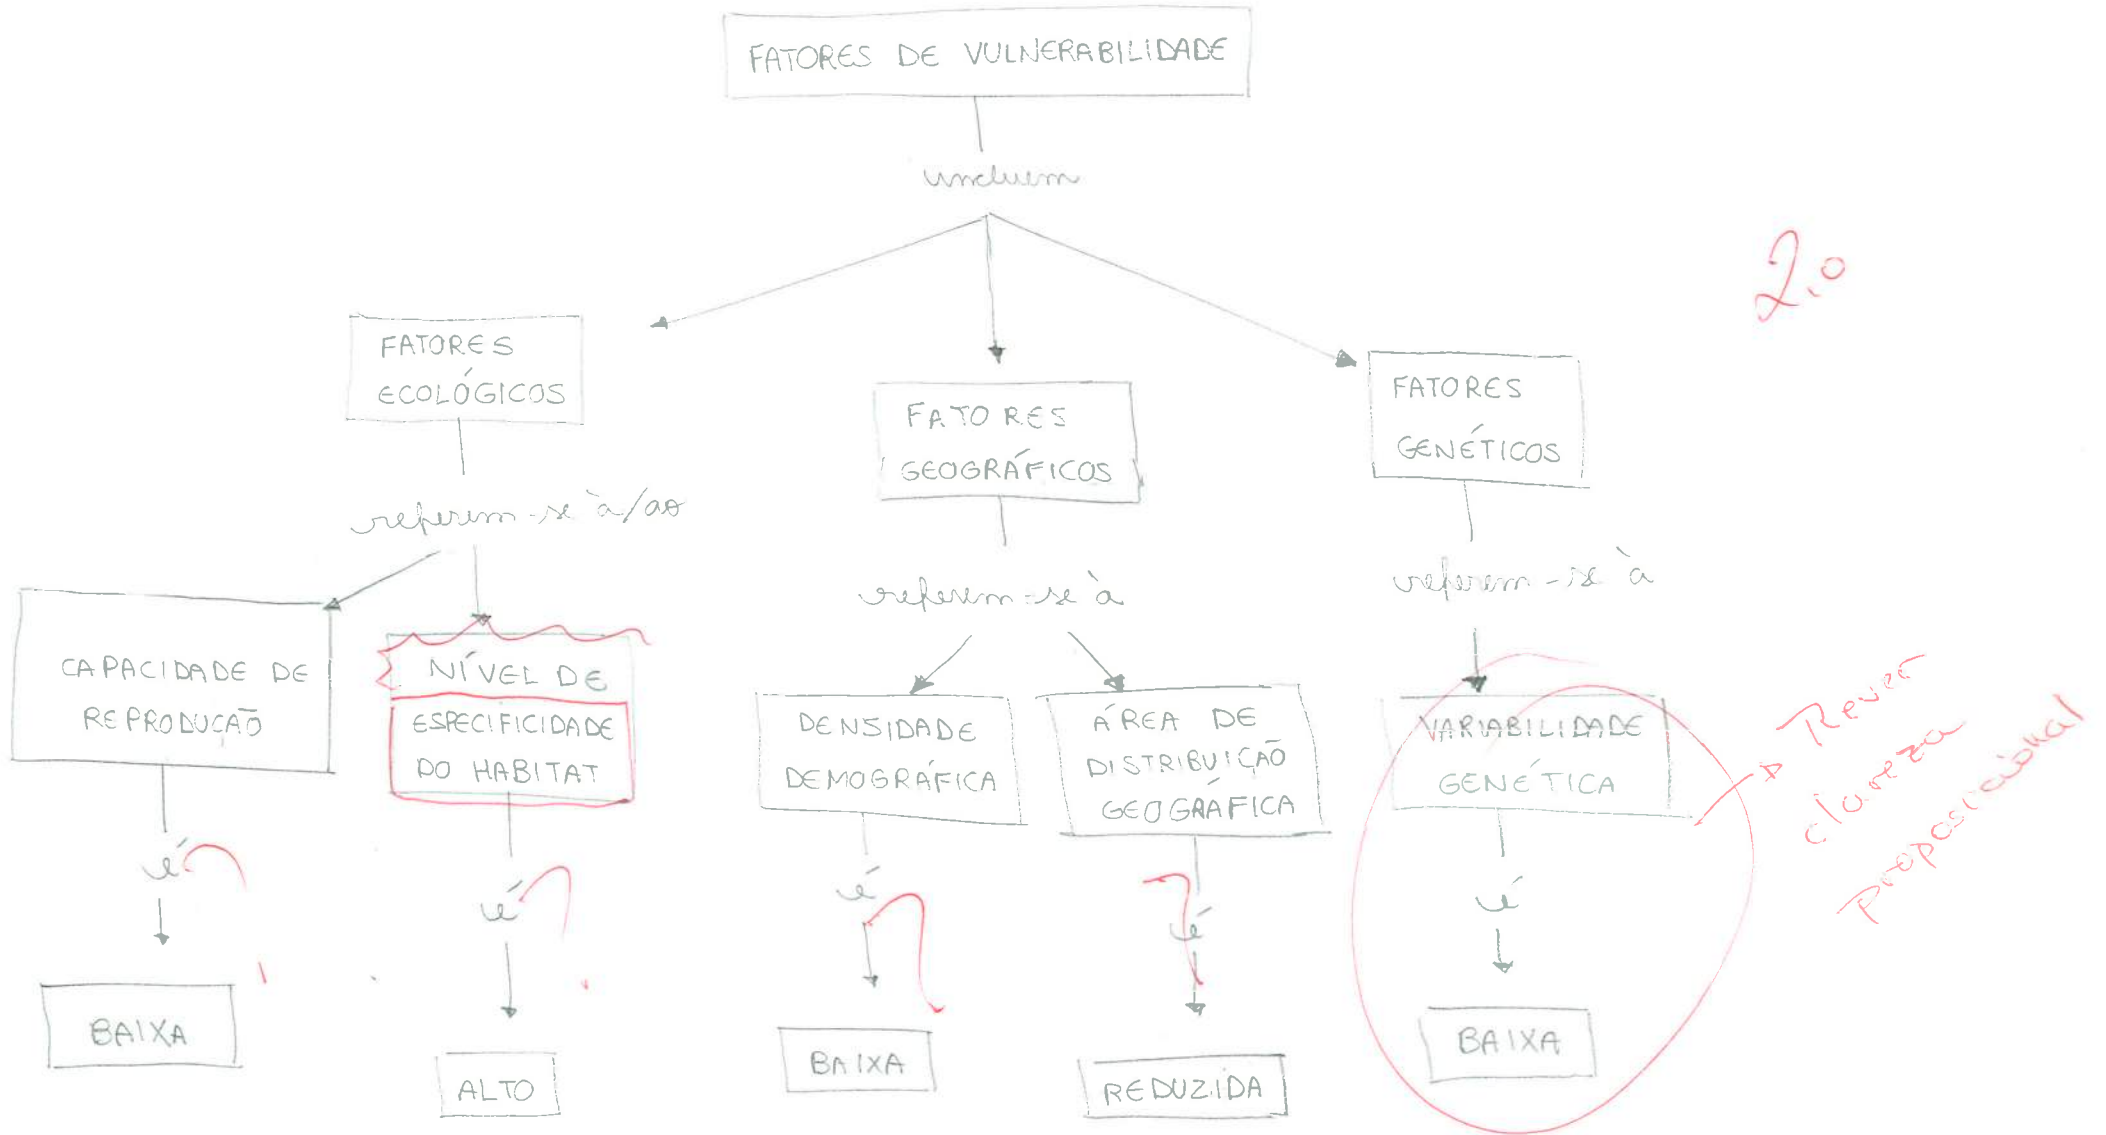 FATORES DE VULNERABILIDADE
incluem
2,0
FATORES
ECOLÓGICOS
FATORES
GEOGRÁFICOS
FATORES
GENÉTICOS
referem-se à/ao
referem-se à
referem-se à
CAPACIDADE DE
REPRODUÇÃO
NÍVEL DE
ESPECIFICIDADE
DO HABITAT
DENSIDADE
DEMOGRÁFICA
ÁREA DE
DISTRIBUIÇÃO
GEOGRÁFICA
VARIABILIDADE
GENÉTICA
Rever
clareza
proposicional
é
é
é
é
é
BAIXA
ALTO
BAIXA
REDUZIDA
BAIXA